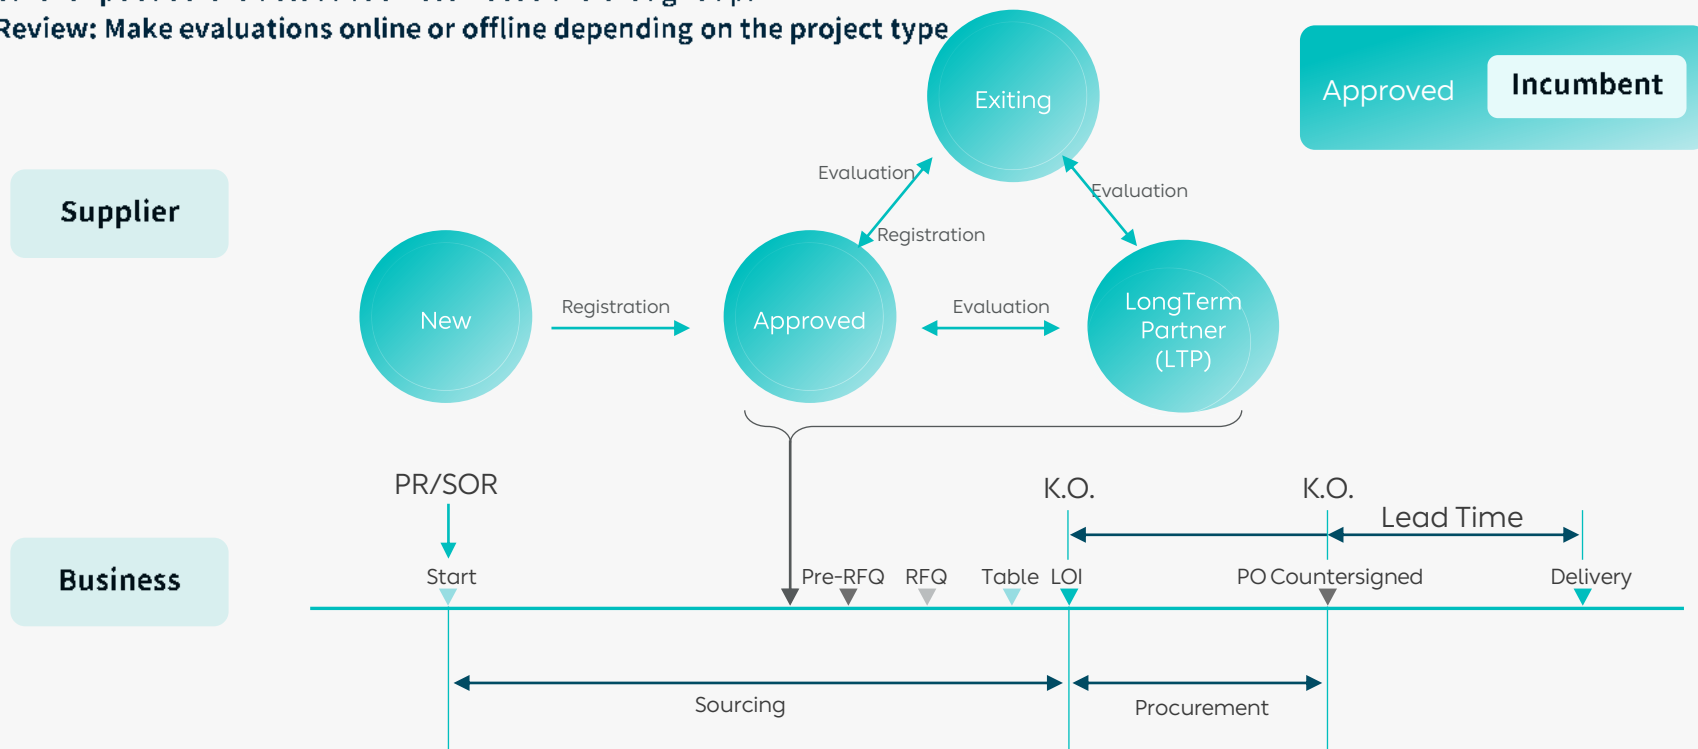 Review: Make evaluations online or offline depending on the project type
Exiting
Approved
Incumbent
Evaluation
Evaluation
Supplier
Registration
New
Registration
Approved
Evaluation
LongTerm
Partner
(LTP)
PR/SOR
K.O.
K.O.
Lead Time
Business
Start
Pre-RFQ
RFQ
Table
LOI
PO Countersigned
Delivery
Sourcing
Procurement